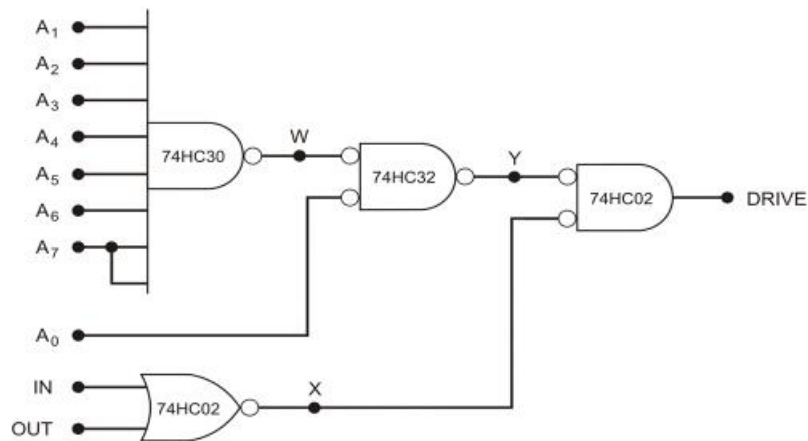 A1
A2
A3
A4
A5
A6
A7
A0
IN
OUT
74HC30
W
74HC32
Y
74HC02
DRIVE
74HC02
X